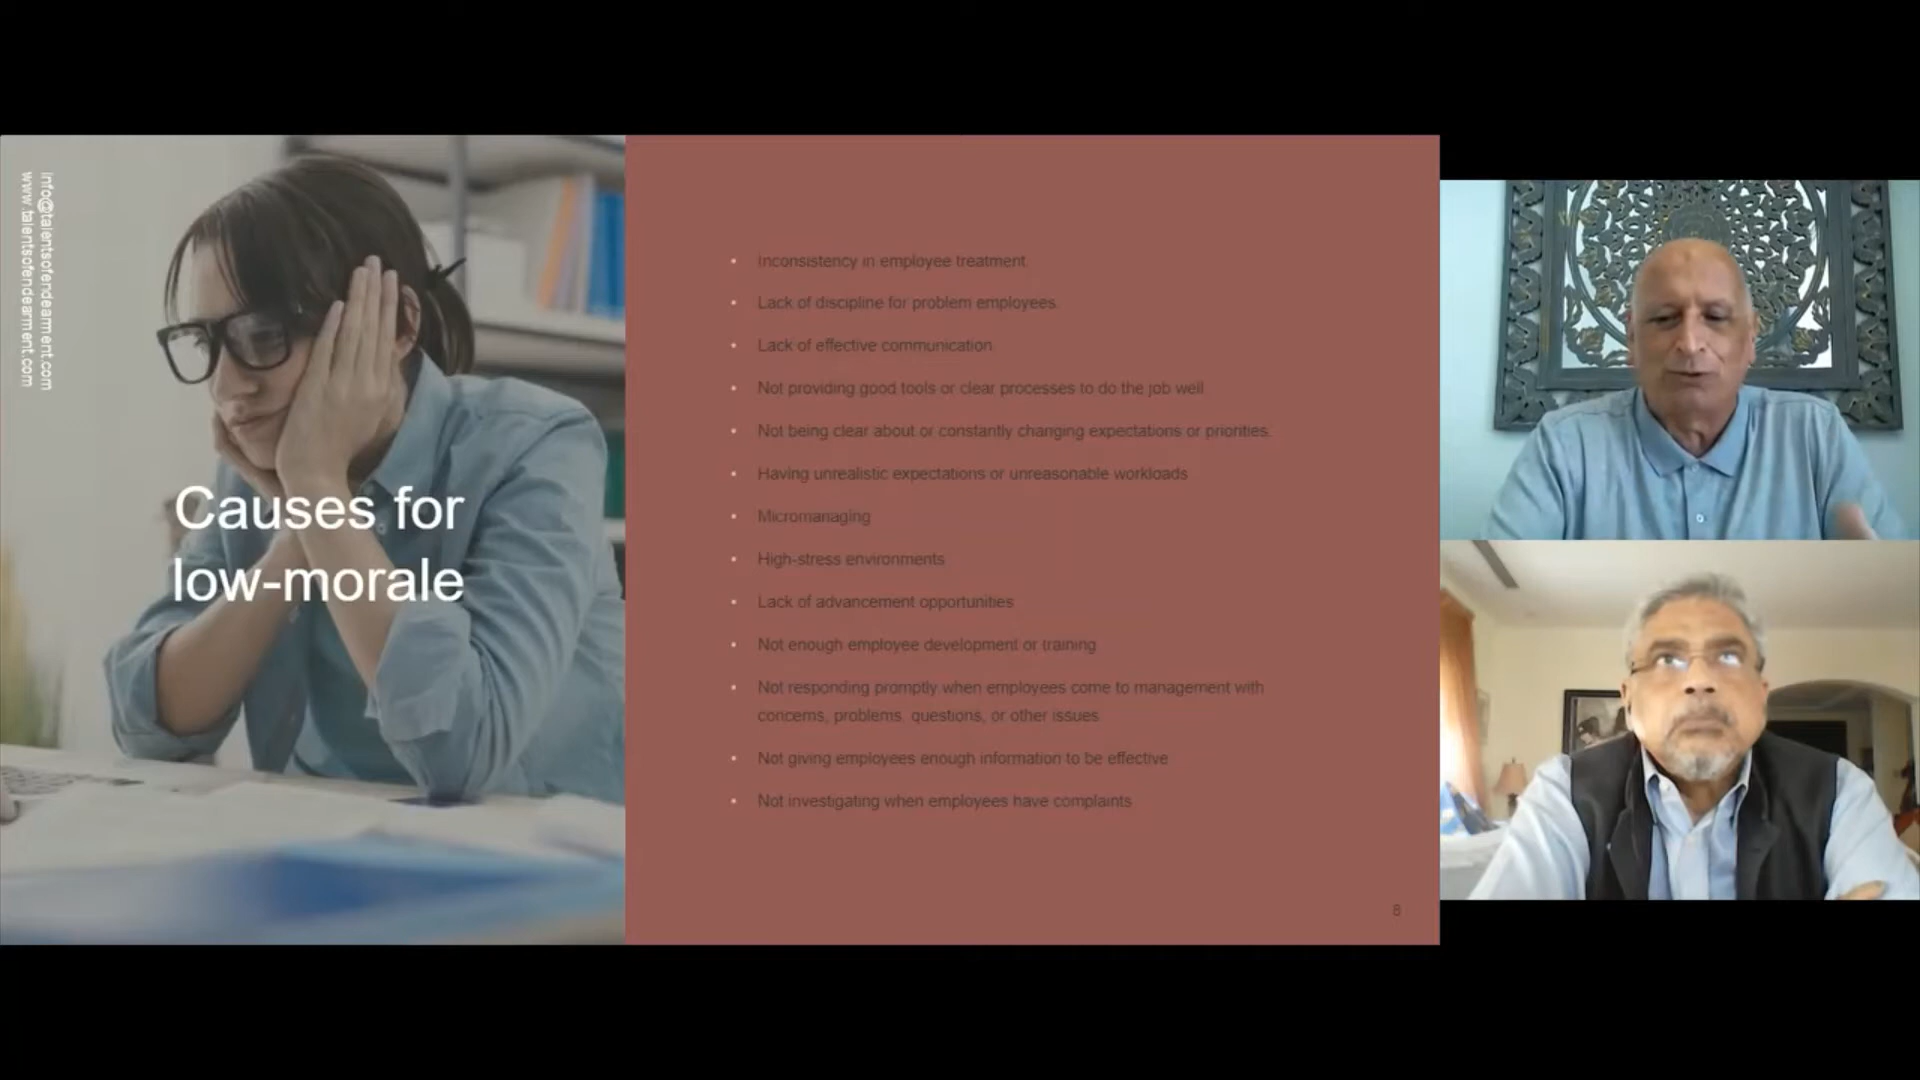 info@talentsofendearment.com
www.talentsofendearment.com
Causes for
low-morale
Inconsistency in employee treatment.
Lack of discipline for problem employees.
Lack of effective communication.
Not providing good tools or clear processes to do the job well
Not being clear about or constantly changing expectations or priorities.
Having unrealistic expectations or unreasonable workloads
Micromanaging
High-stress environments
Lack of advancement opportunities
Not enough employee development or training
Not responding promptly when employees come to management with
concerns, problems, questions, or other issues
Not giving employees enough information to be effective
Not investigating when employees have complaints
8